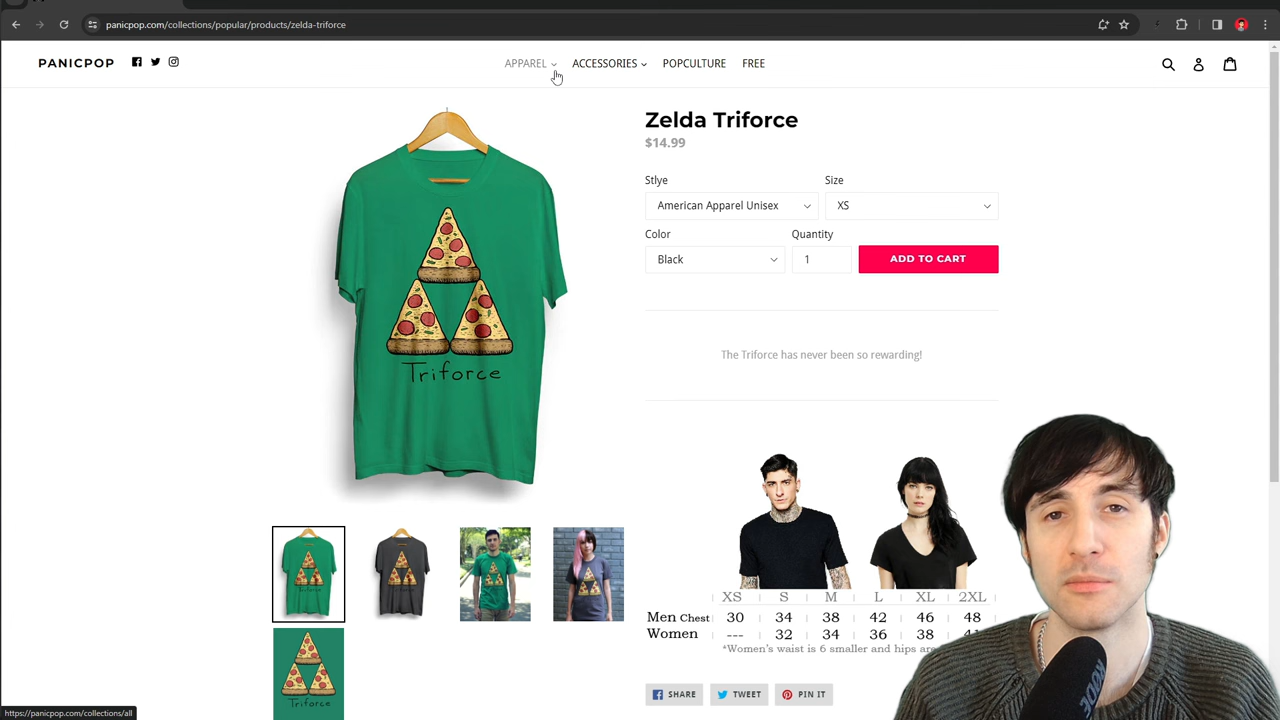 panicpop.com/collections/popular/products/zelda-triforce
PANICPOP
APPAREL ACCESSORIES POPCULTURE FREE
Zelda Triforce
$14.99
Stlye Size
American Apparel Unisex XS
Color Quantity
Black 1 ADD TO CART
The Triforce has never been so rewarding!
Triforce
XS S M L XL 2XL
Men Chest 30 34 38 42 46 48
Women --- 32 34 36 38
*Women's waist is 6 smaller and hips are
Triforce
SHARE TWEET PIN IT
https://panicpop.com/collections/all
RODE